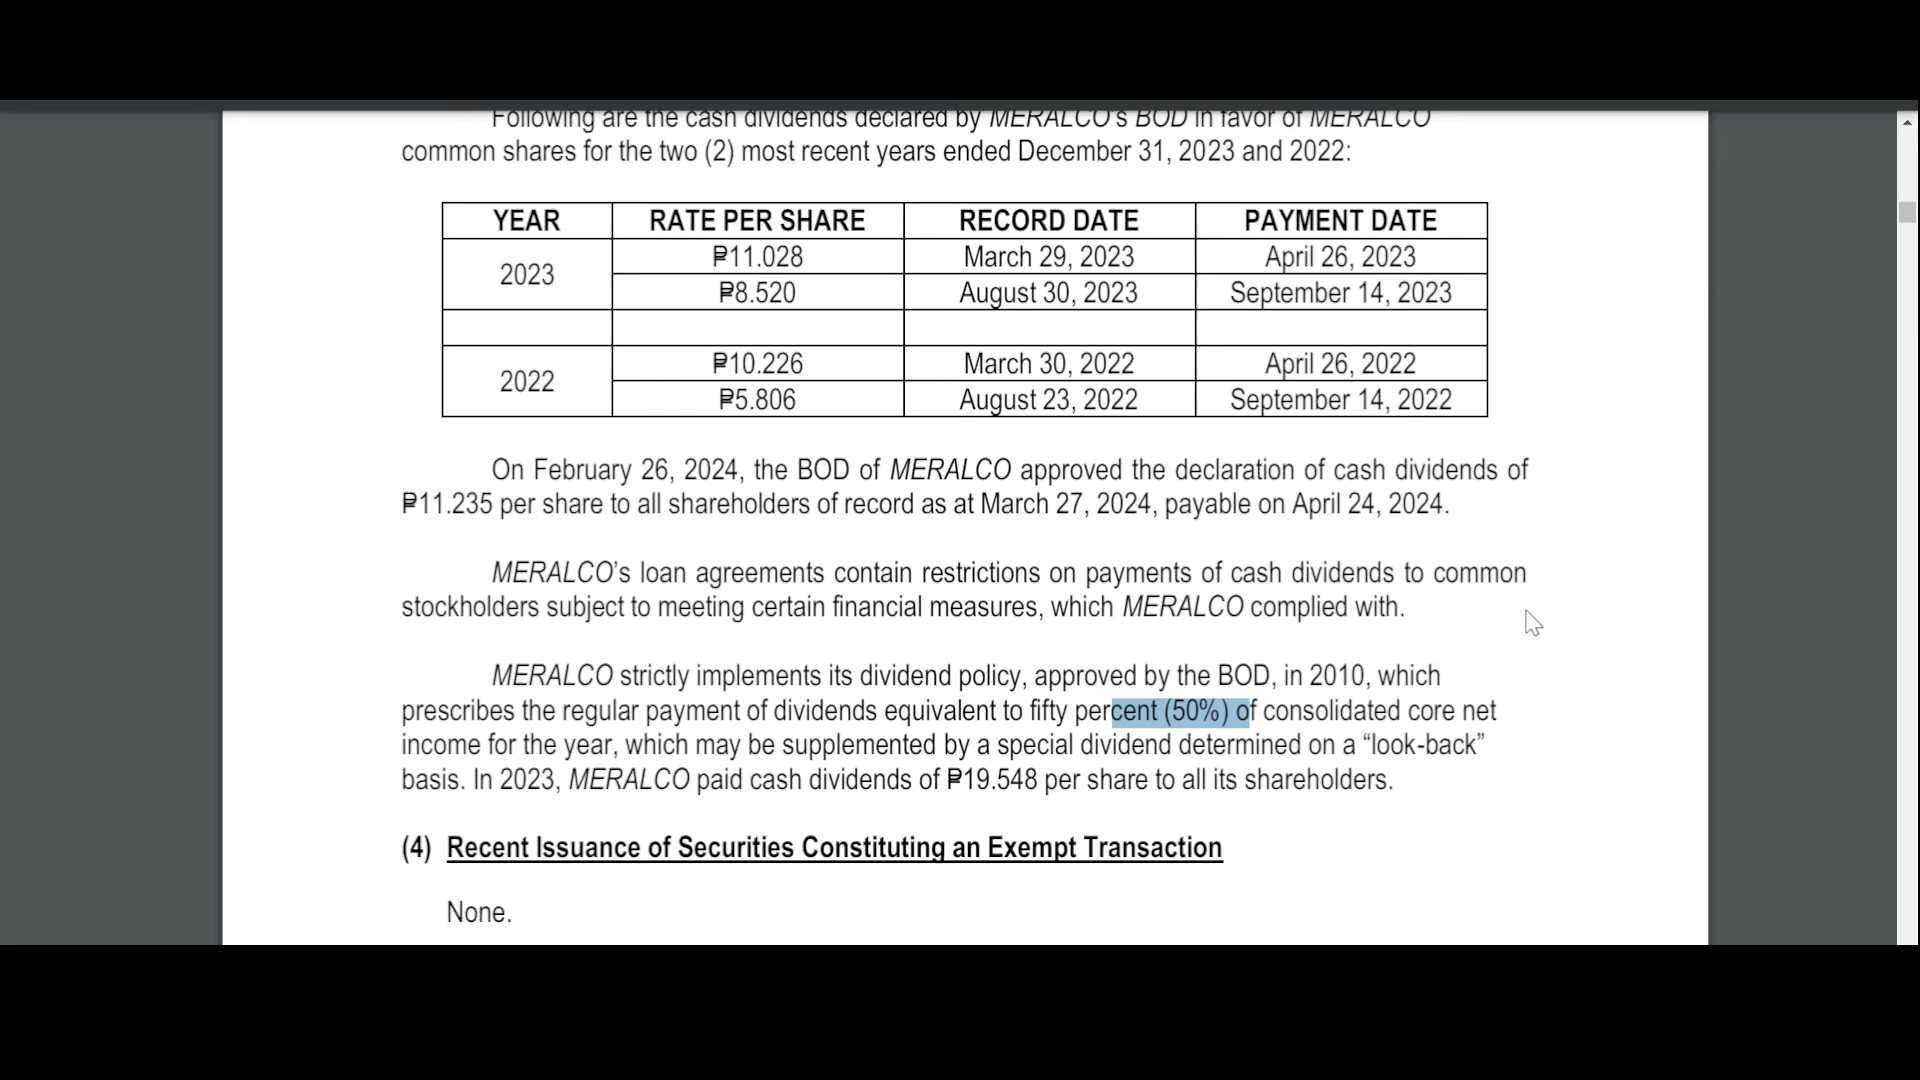 Following are the cash dividends declared by MERALCO's BOD in favor of MERALCO
common shares for the two (2) most recent years ended December 31, 2023 and 2022:
YEAR RATE PER SHARE RECORD DATE PAYMENT DATE
2023 ₱11.028 March 29, 2023 April 26, 2023
₱8.520 August 30, 2023 September 14, 2023
2022 ₱10.226 March 30, 2022 April 26, 2022
₱5.806 August 23, 2022 September 14, 2022
On February 26, 2024, the BOD of MERALCO approved the declaration of cash dividends of
₱11.235 per share to all shareholders of record as at March 27, 2024, payable on April 24, 2024.
MERALCO's loan agreements contain restrictions on payments of cash dividends to common
stockholders subject to meeting certain financial measures, which MERALCO complied with.
MERALCO strictly implements its dividend policy, approved by the BOD, in 2010, which
prescribes the regular payment of dividends equivalent to fifty percent (50%) of consolidated core net
income for the year, which may be supplemented by a special dividend determined on a “look-back”
basis. In 2023, MERALCO paid cash dividends of ₱19.548 per share to all its shareholders.
(4) Recent Issuance of Securities Constituting an Exempt Transaction
None.